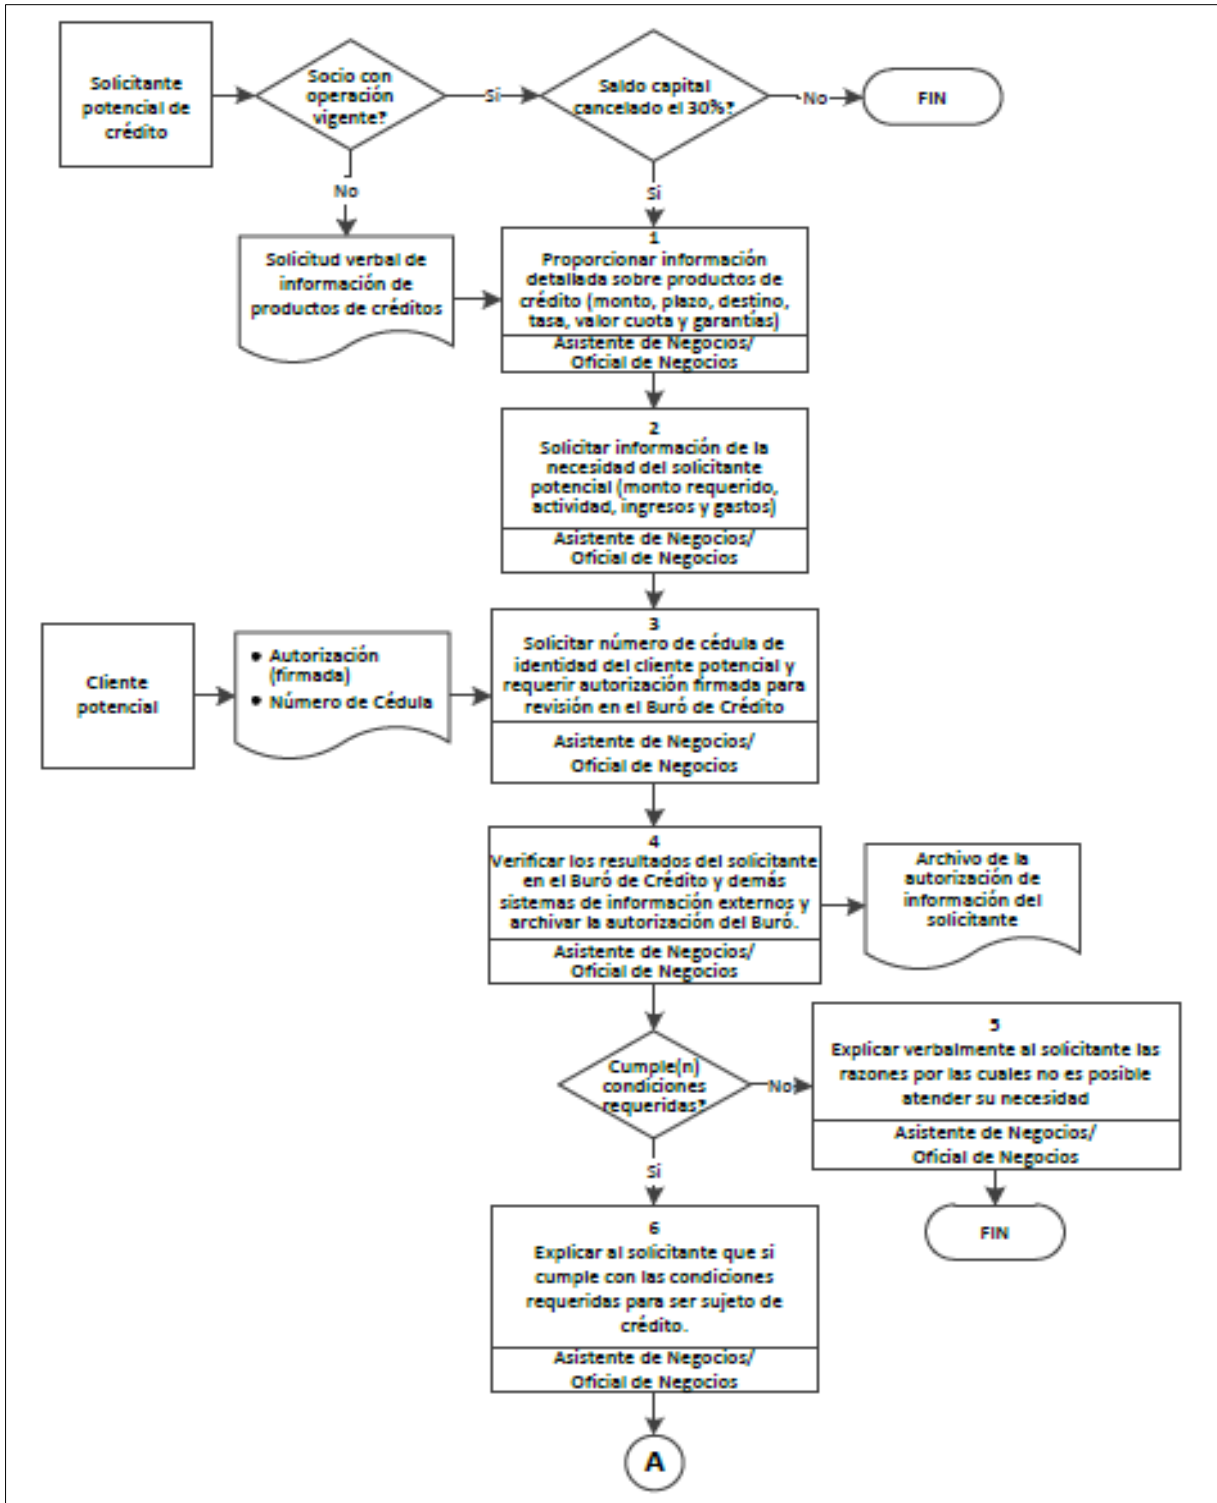 Solicitante
potencial de
crédito
Socio con
operación
vigente?
Si
Saldo capital
cancelado el 30%?
No
FIN
No
Si
Solicitud verbal de
información de
productos de créditos
1
Proporcionar información
detallada sobre productos de
crédito (monto, plazo, destino,
tasa, valor cuota y garantías)
Asistente de Negocios/
Oficial de Negocios
2
Solicitar información de la
necesidad del solicitante
potencial (monto requerido,
actividad, ingresos y gastos)
Asistente de Negocios/
Oficial de Negocios
Cliente
potencial
• Autorización
(firmada)
• Número de Cédula
3
Solicitar número de cédula de
identidad del cliente potencial y
requerir autorización firmada para
revisión en el Buró de Crédito
Asistente de Negocios/
Oficial de Negocios
4
Verificar los resultados del solicitante
en el Buró de Crédito y demás
sistemas de información externos y
archivar la autorización del Buró.
Asistente de Negocios/
Oficial de Negocios
Archivo de la
autorización de
información del
solicitante
Cumple(n)
condiciones
requeridas?
No
5
Explicar verbalmente al solicitante las
razones por las cuales no es posible
atender su necesidad
Asistente de Negocios/
Oficial de Negocios
Si
FIN
6
Explicar al solicitante que si
cumple con las condiciones
requeridas para ser sujeto de
crédito.
Asistente de Negocios/
Oficial de Negocios
A